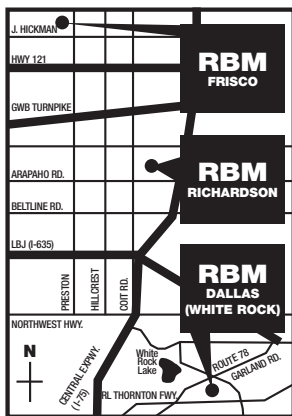 J. HICKMAN
HWY 121
GWB TURNPIKE
RBM
FRISCO
ARAPAHO RD.
RBM
RICHARDSON
BELTLINE RD.
LBJ (I-635)
RBM
DALLAS
(WHITE ROCK)
PRESTON
HILLCREST
COIT RD.
NORTHWEST HWY.
N
CENTRAL EXPWY.
(I-75)
White
Rock
Lake
ROUTE 78
GARLAND RD.
RL THORNTON FWY.